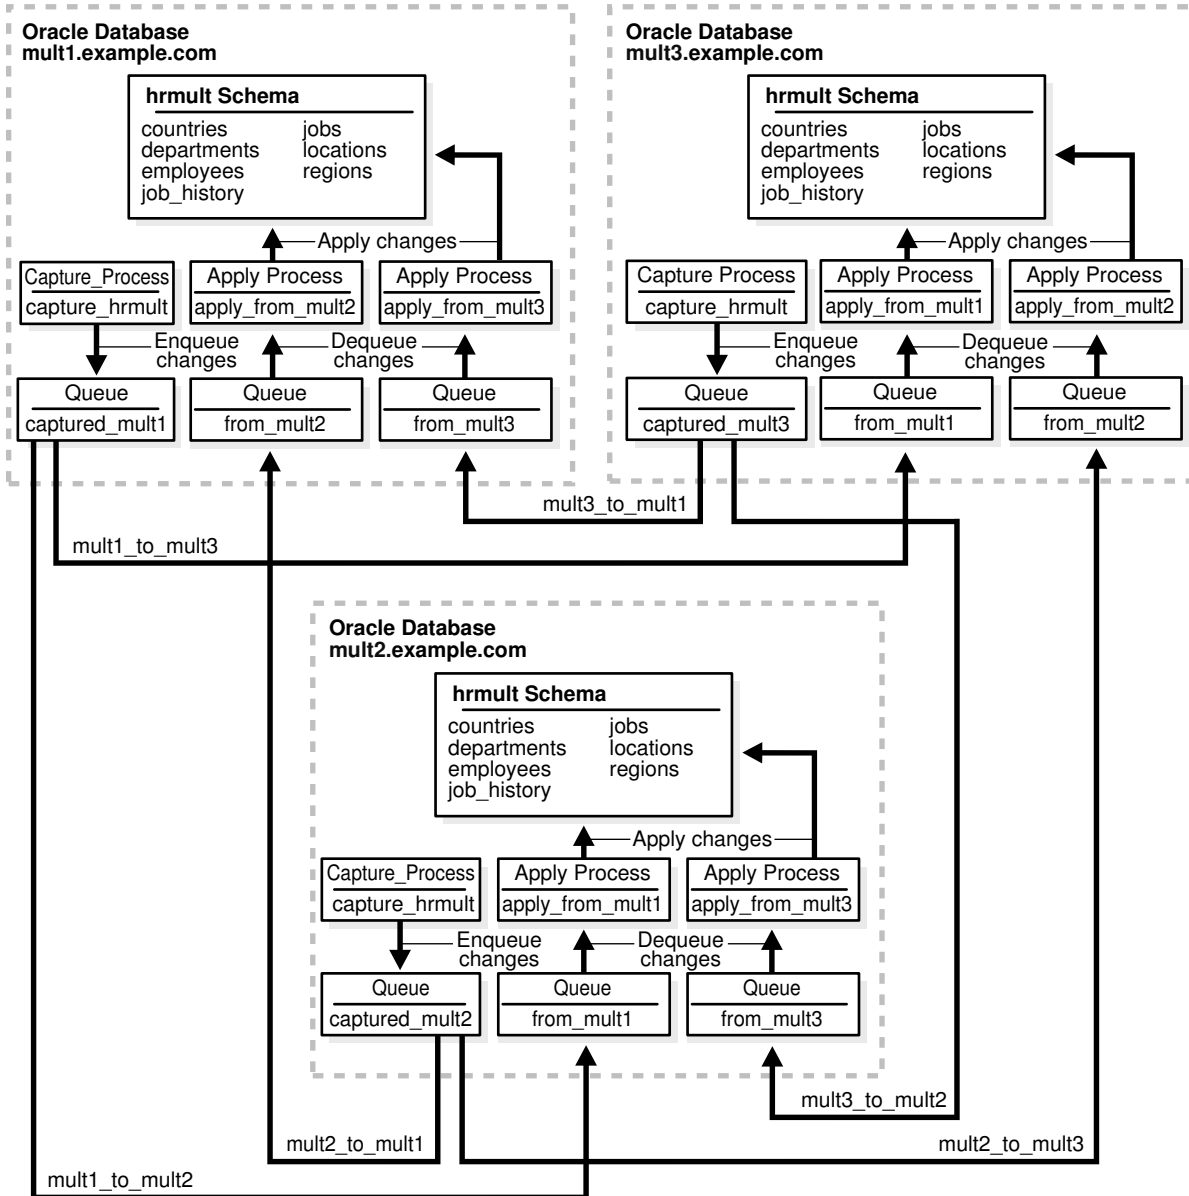 Oracle Database
mult1.example.com
hrmult Schema
countries
departments
employees
job_history
jobs
locations
regions
Apply changes
Capture_Process
capture_hrmult
Apply Process
apply_from_mult2
Apply Process
apply_from_mult3
Enqueue
changes
Dequeue
changes
Queue
captured_mult1
Queue
from_mult2
Queue
from_mult3
Oracle Database
mult3.example.com
hrmult Schema
countries
departments
employees
job_history
jobs
locations
regions
Apply changes
Capture Process
capture_hrmult
Apply Process
apply_from_mult1
Apply Process
apply_from_mult2
Enqueue
changes
Dequeue
changes
Queue
captured_mult3
Queue
from_mult1
Queue
from_mult2
mult3_to_mult1
mult1_to_mult3
Oracle Database
mult2.example.com
hrmult Schema
countries
departments
employees
job_history
jobs
locations
regions
Apply changes
Capture_Process
capture_hrmult
Apply Process
apply_from_mult1
Apply Process
apply_from_mult3
Enqueue
changes
Dequeue
changes
Queue
captured_mult2
Queue
from_mult1
Queue
from_mult3
mult3_to_mult2
mult2_to_mult1
mult2_to_mult3
mult1_to_mult2